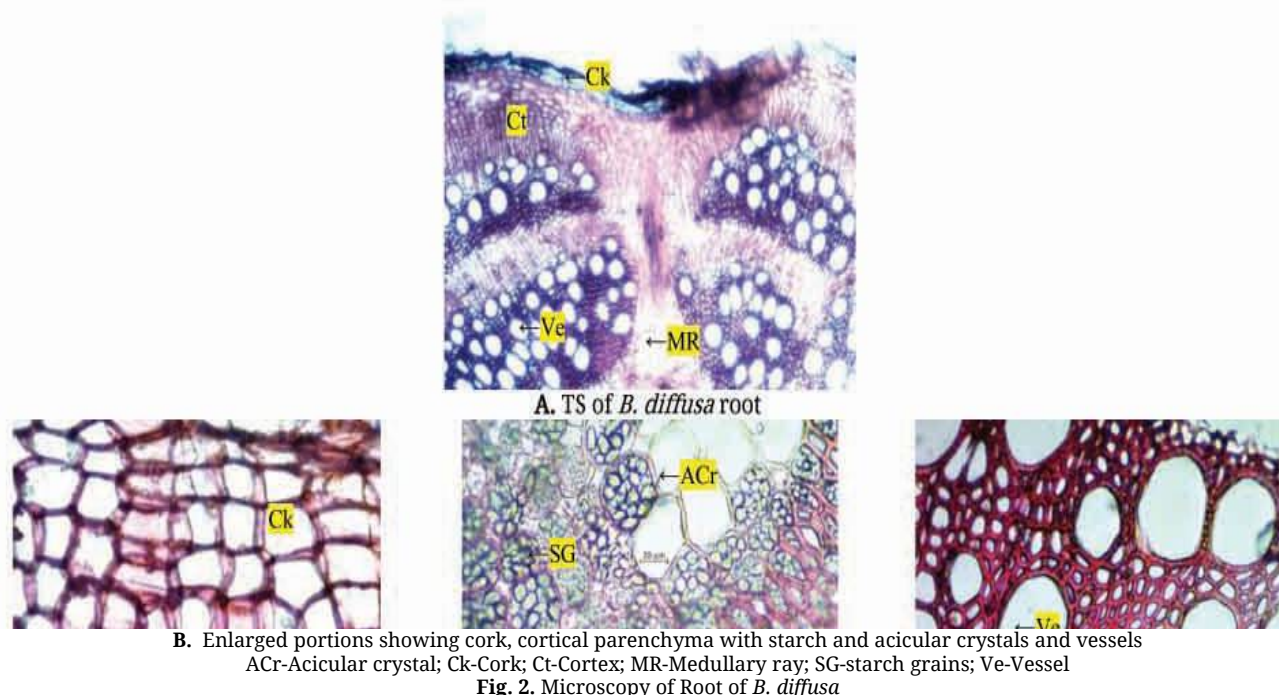 ←Ck
Ct
←Ve
←MR
A. TS of B. diffusa root
Ck
←ACr
←SG
←Ve
B. Enlarged portions showing cork, cortical parenchyma with starch and acicular crystals and vessels
ACr-Acicular crystal; Ck-Cork; Ct-Cortex; MR-Medullary ray; SG-starch grains; Ve-Vessel
Fig. 2. Microscopy of Root of B. diffusa